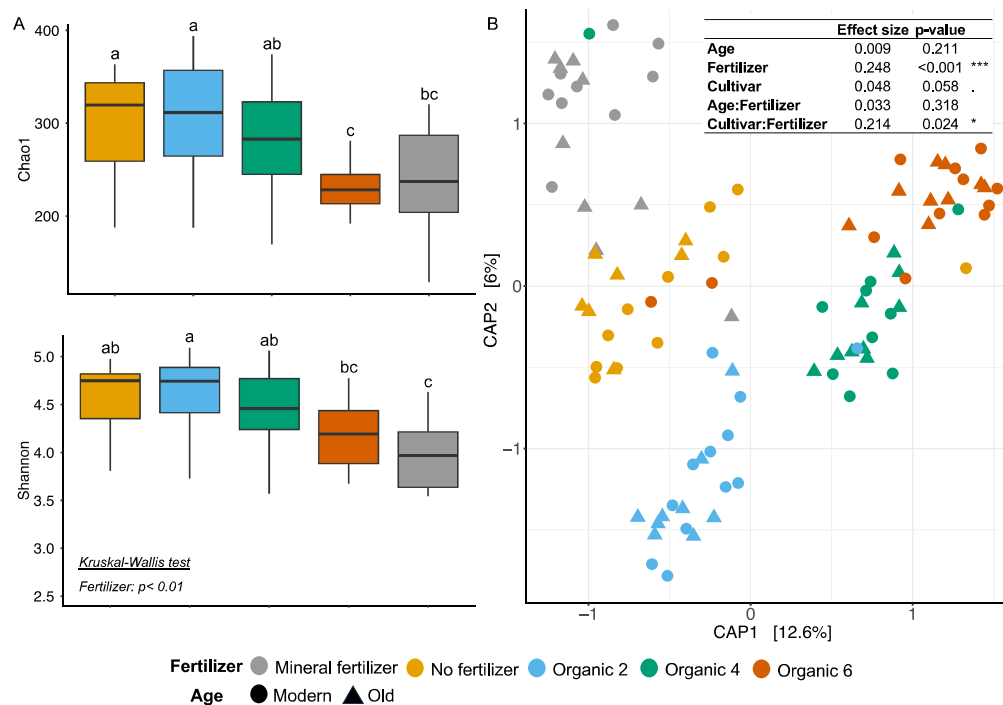 A
Chao1
400
300
200
a
a
ab
c
bc
Shannon
5.0
4.5
4.0
3.5
3.0
2.5
ab
a
ab
bc
c
Kruskal-Wallis test
Fertilizer: p< 0.01
B
Effect size p-value
Age 0.009 0.211
Fertilizer 0.248 <0.001 ***
Cultivar 0.048 0.058 .
Age:Fertilizer 0.033 0.318
Cultivar:Fertilizer 0.214 0.024 *
CAP2 [6%]
1
0
−1
−1 0 1
CAP1 [12.6%]
Fertilizer Mineral fertilizer No fertilizer Organic 2 Organic 4 Organic 6
Age Modern Old